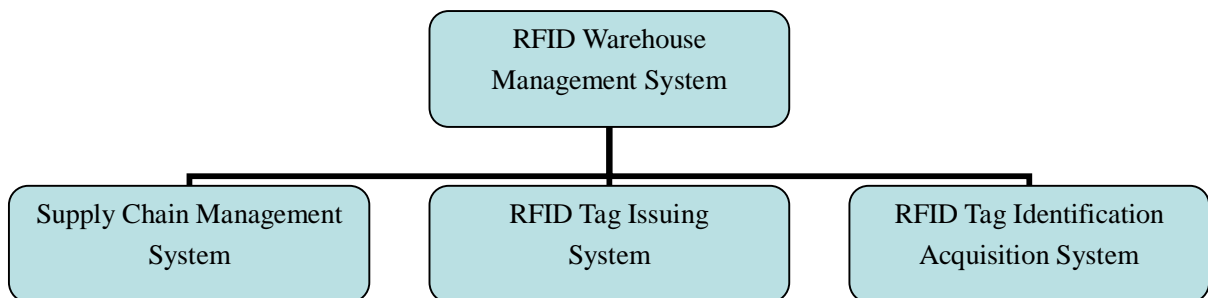 RFID Warehouse
Management System
Supply Chain Management
System
RFID Tag Issuing
System
RFID Tag Identification
Acquisition System